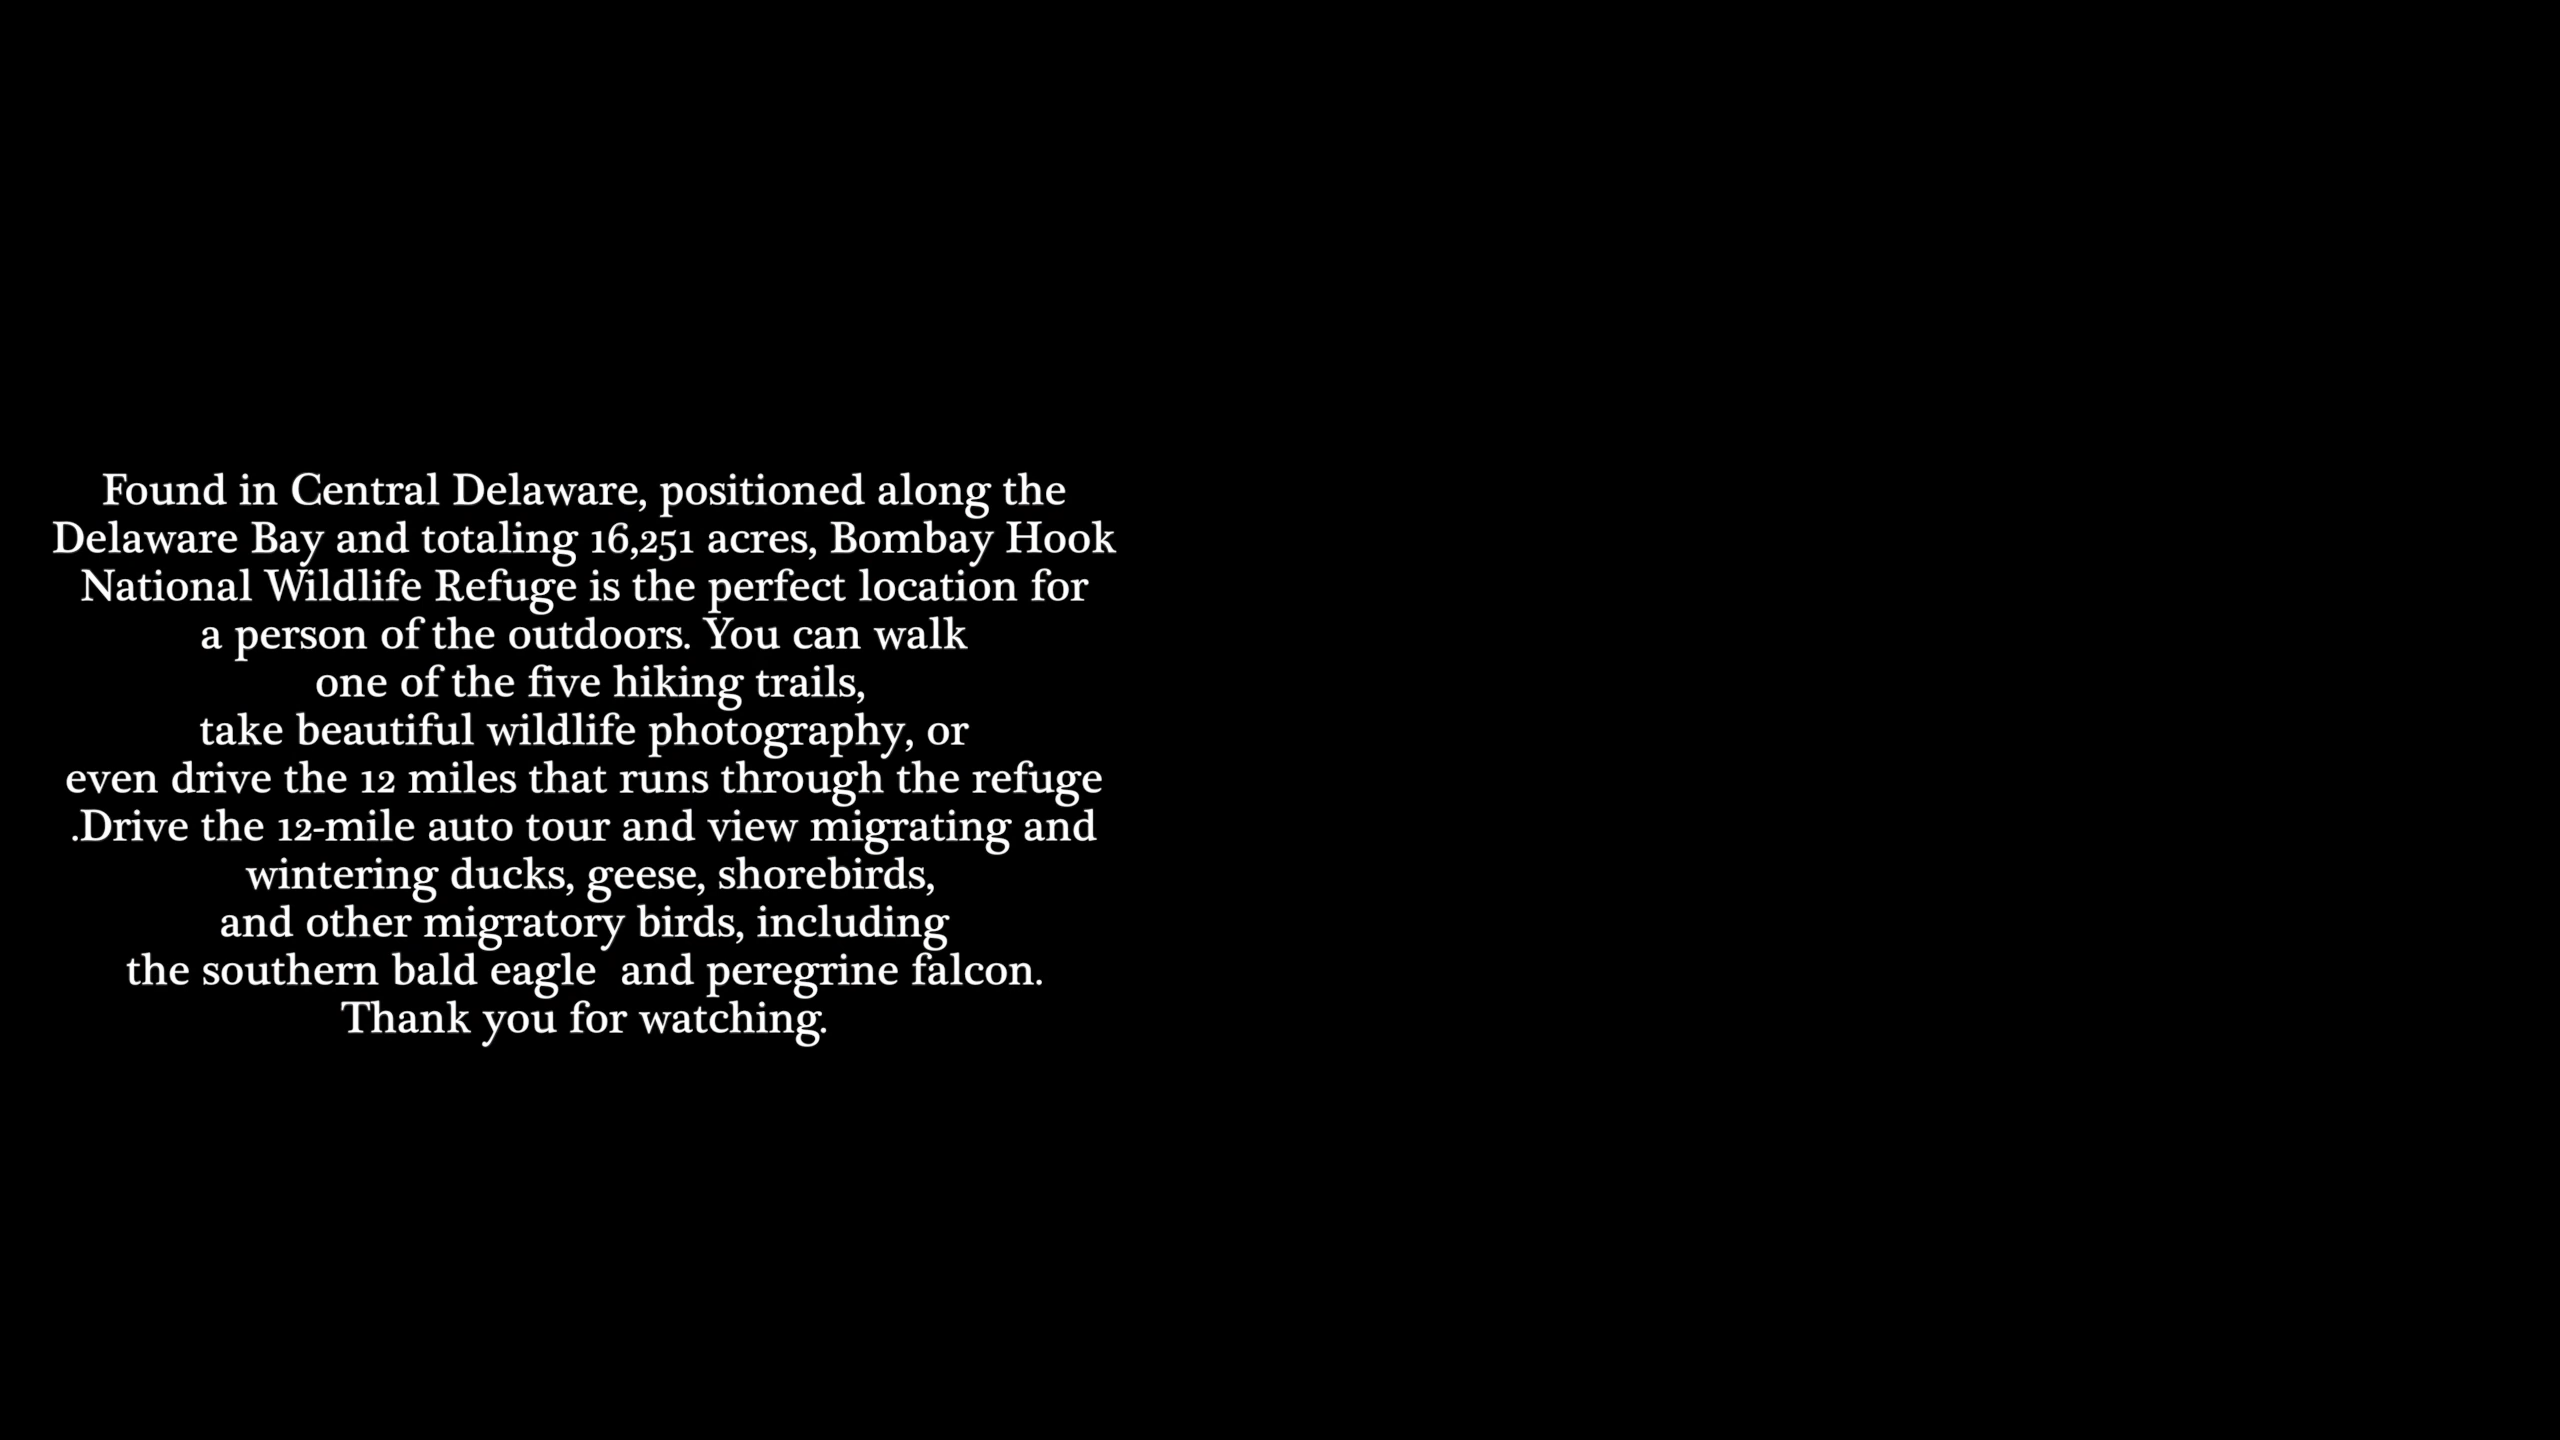 Found in Central Delaware, positioned along the
Delaware Bay and totaling 16,251 acres, Bombay Hook
National Wildlife Refuge is the perfect location for
a person of the outdoors. You can walk
one of the five hiking trails,
take beautiful wildlife photography, or
even drive the 12 miles that runs through the refuge
.Drive the 12-mile auto tour and view migrating and
wintering ducks, geese, shorebirds,
and other migratory birds, including
the southern bald eagle  and peregrine falcon.
Thank you for watching.